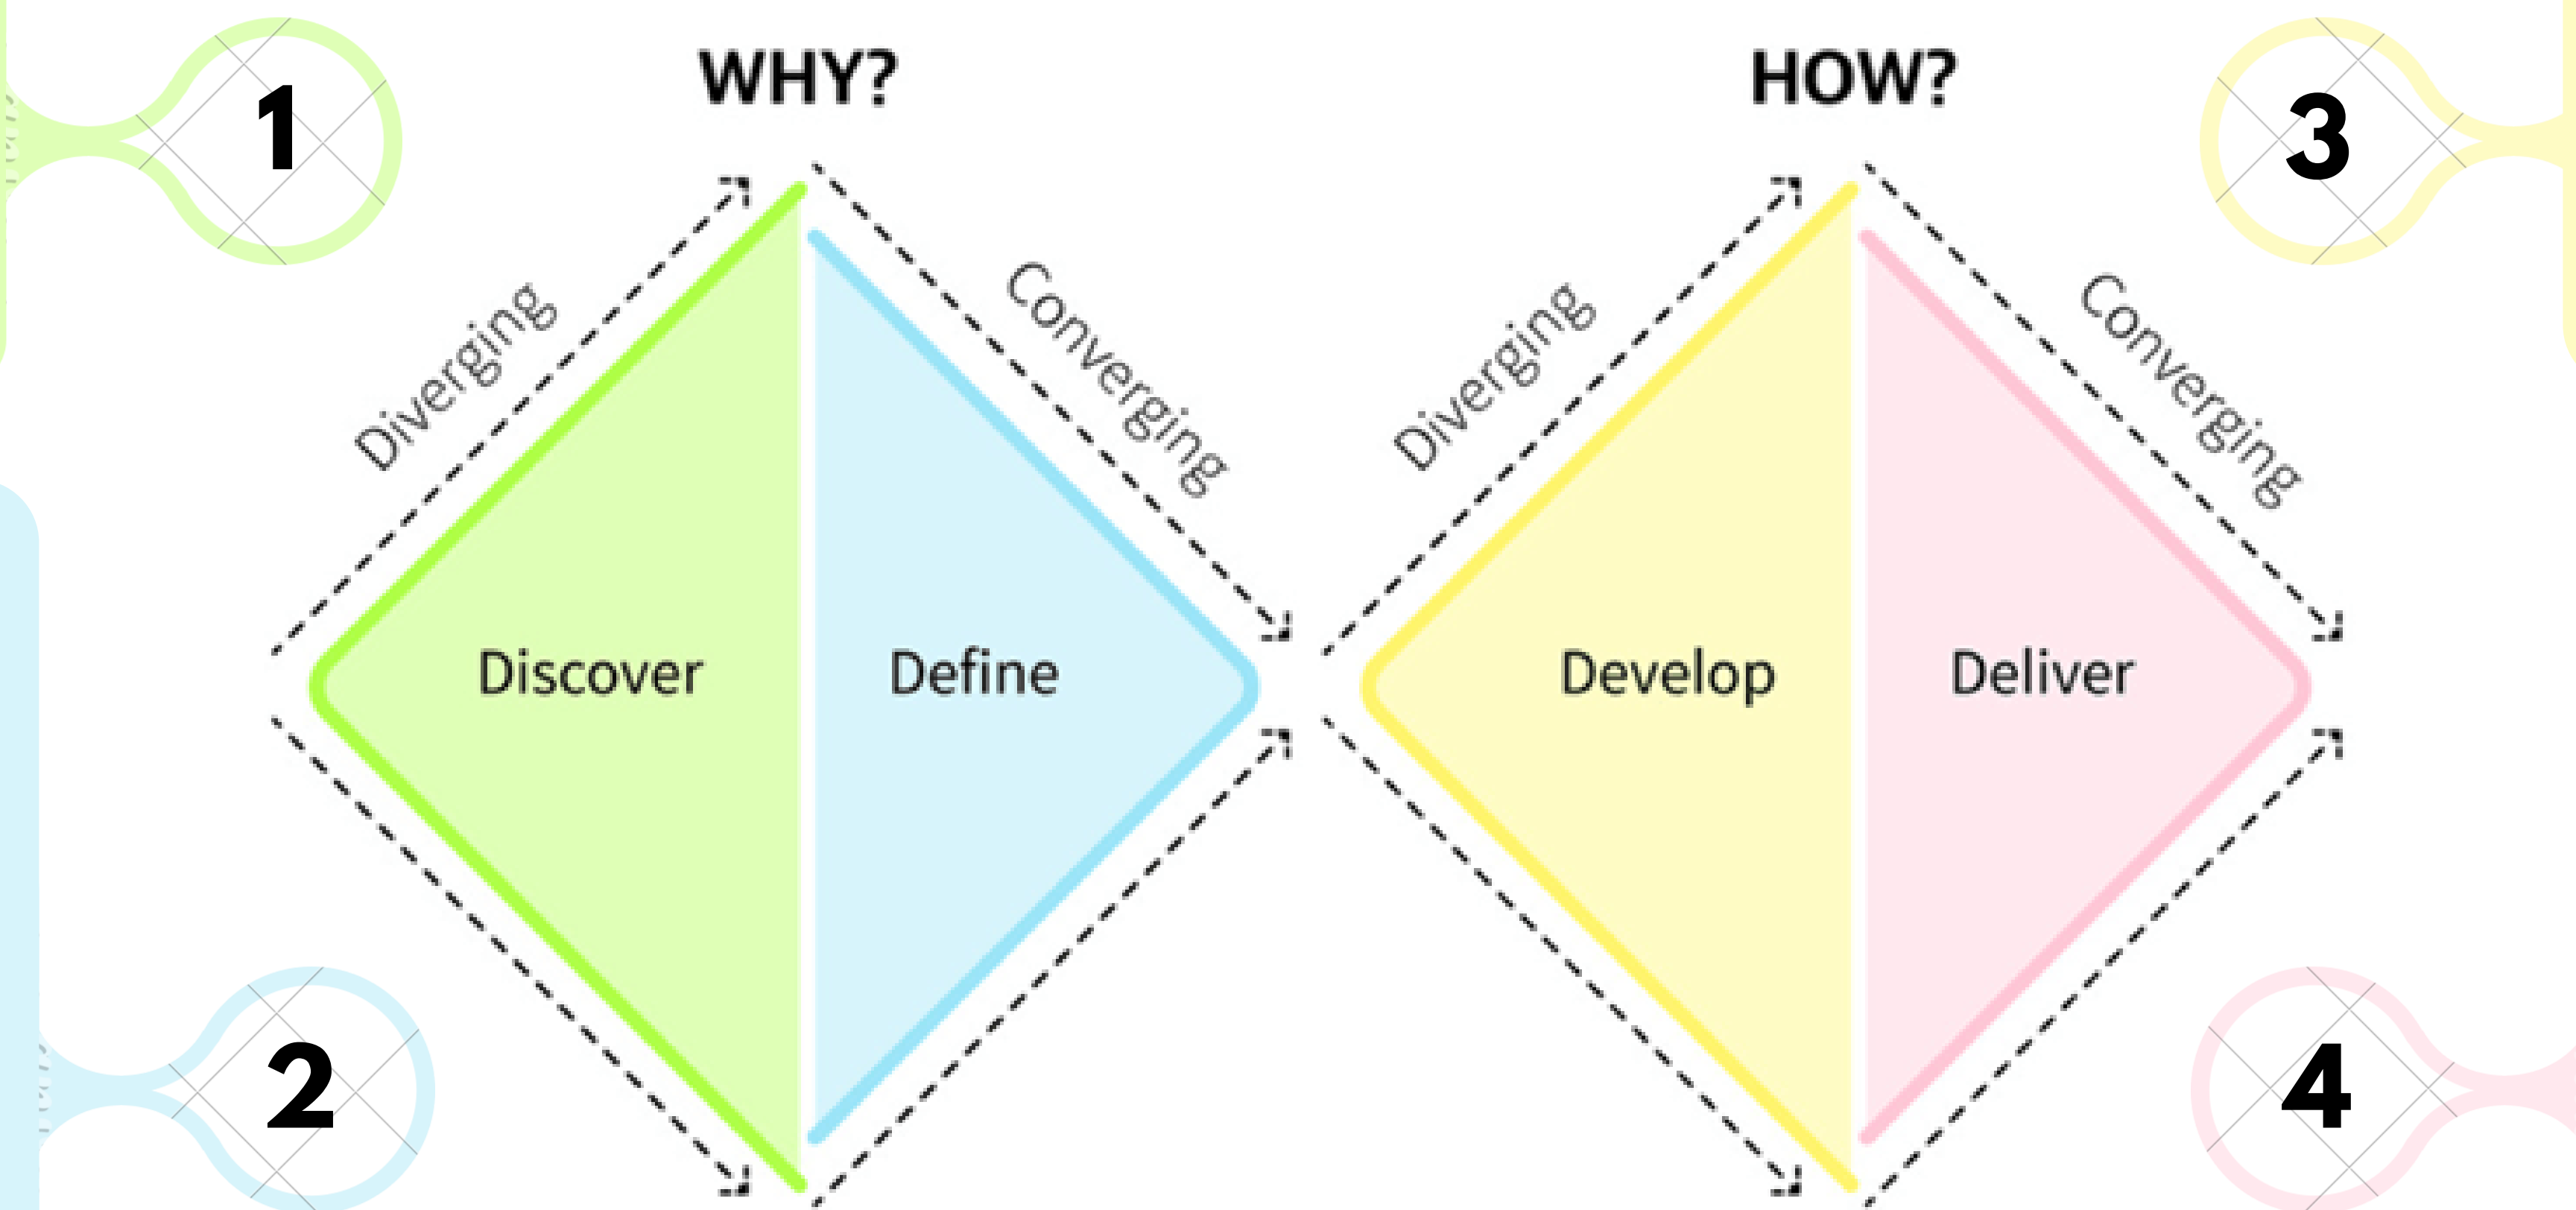 WHY?
HOW?
1
3
Diverging
Converging
Diverging
Converging
Discover
Define
Develop
Deliver
2
4